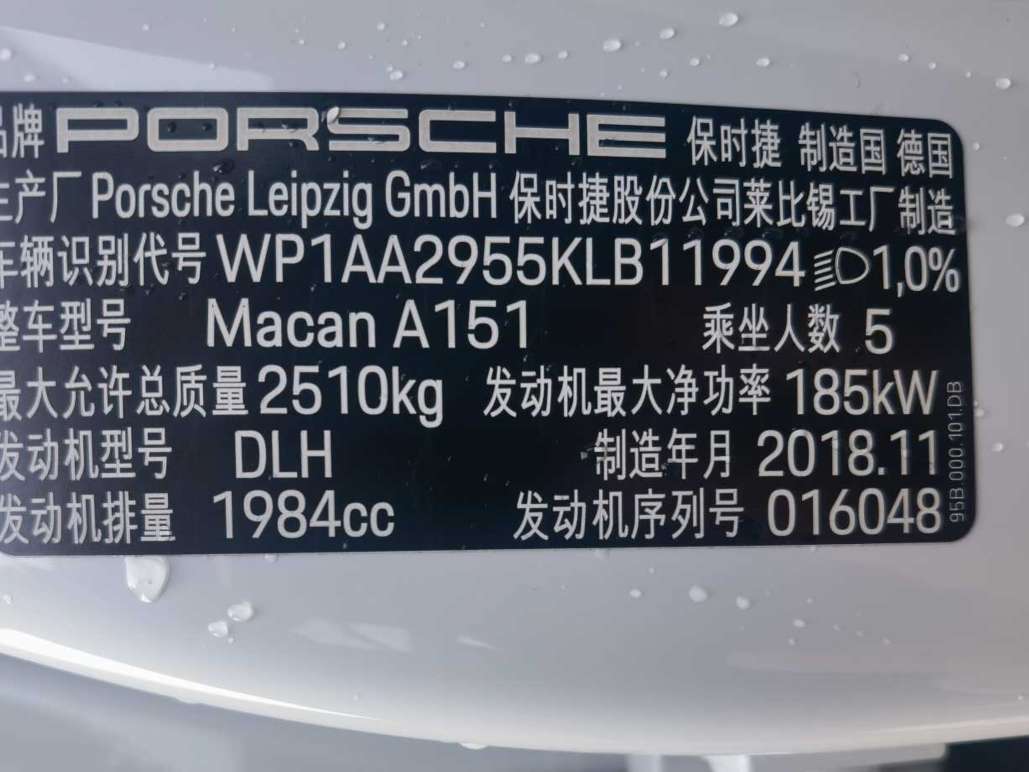 品牌 PORSCHE 保时捷 制造国 德国
生产厂 Porsche Leipzig GmbH 保时捷股份公司莱比锡工厂制造
车辆识别代号 WP1AA2955KLB11994 1,0%
整车型号 Macan A151 乘坐人数 5
最大允许总质量 2510kg 发动机最大净功率 185kW
发动机型号 DLH 制造年月 2018.11
发动机排量 1984cc 发动机序列号 016048
95B.000.101.DB